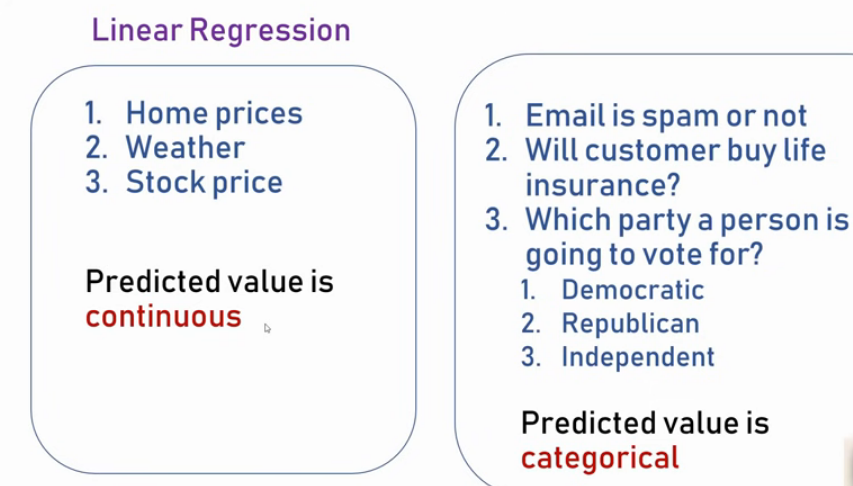 Linear Regression
1. Home prices
2. Weather
3. Stock price
Predicted value is
continuous
1. Email is spam or not
2. Will customer buy life
insurance?
3. Which party a person is
going to vote for?
1. Democratic
2. Republican
3. Independent
Predicted value is
categorical